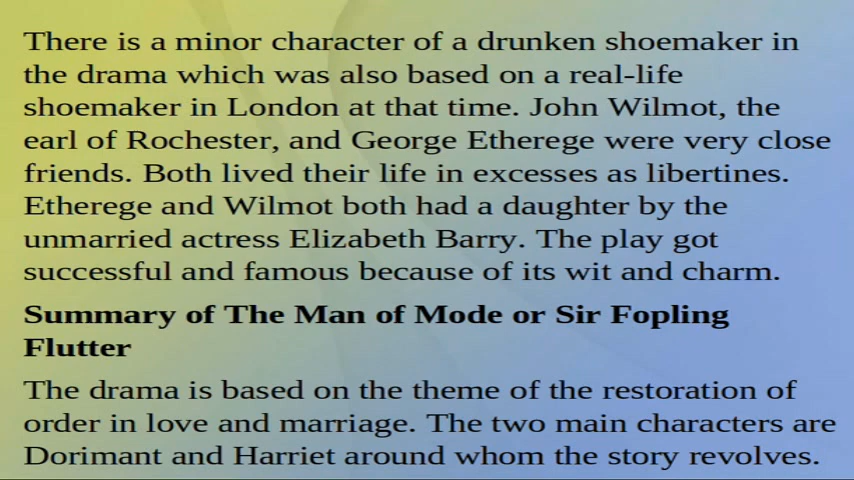 There is a minor character of a drunken shoemaker in
the drama which was also based on a real-life
shoemaker in London at that time. John Wilmot, the
earl of Rochester, and George Etherege were very close
friends. Both lived their life in excesses as libertines.
Etherege and Wilmot both had a daughter by the
unmarried actress Elizabeth Barry. The play got
successful and famous because of its wit and charm.
Summary of The Man of Mode or Sir Fopling
Flutter
The drama is based on the theme of the restoration of
order in love and marriage. The two main characters are
Dorimant and Harriet around whom the story revolves.